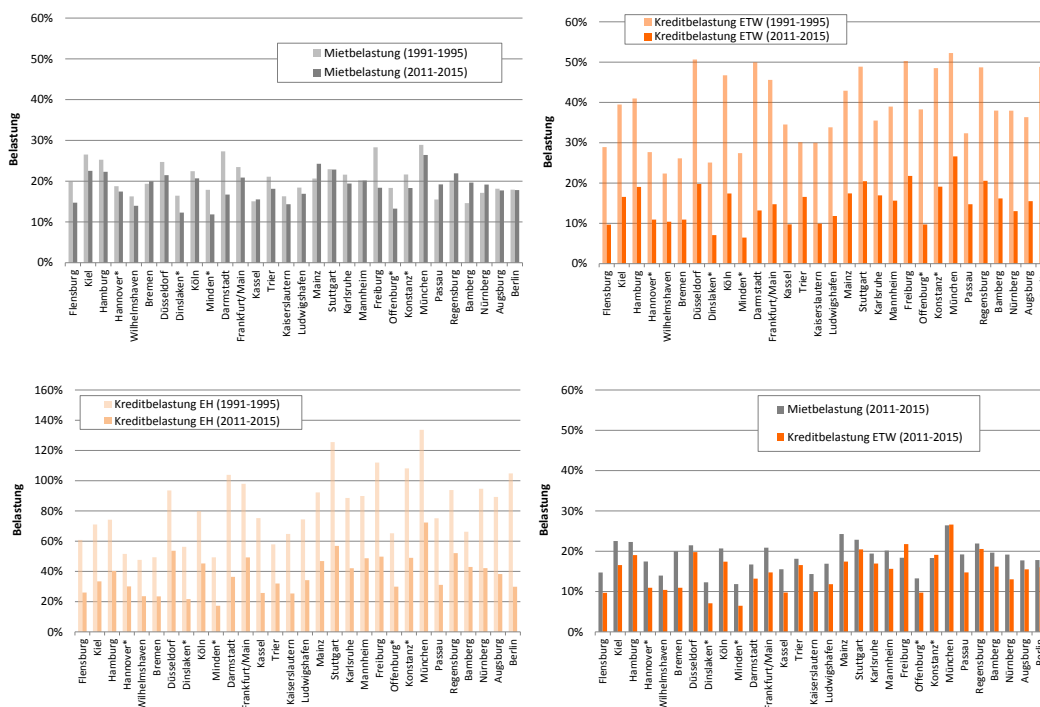 60%
50%
40%
30%
20%
10%
0%
Belastung
Mietbelastung (1991-1995)
Mietbelastung (2011-2015)
Flensburg
Kiel
Hamburg
Hannover*
Wilhelmshaven
Bremen
Düsseldorf
Dinslaken*
Köln
Minden*
Darmstadt
Frankfurt/Main
Kassel
Trier
Kaiserslautern
Ludwigshafen
Mainz
Stuttgart
Karlsruhe
Mannheim
Freiburg
Offenburg*
Konstanz*
München
Passau
Regensburg
Bamberg
Nürnberg
Augsburg
Berlin
60%
50%
40%
30%
20%
10%
0%
Belastung
Kreditbelastung ETW (1991-1995)
Kreditbelastung ETW (2011-2015)
Flensburg
Kiel
Hamburg
Hannover*
Wilhelmshaven
Bremen
Düsseldorf
Dinslaken*
Köln
Minden*
Darmstadt
Frankfurt/Main
Kassel
Trier
Kaiserslautern
Ludwigshafen
Mainz
Stuttgart
Karlsruhe
Mannheim
Freiburg
Offenburg*
Konstanz*
München
Passau
Regensburg
Bamberg
Nürnberg
Augsburg
160%
140%
120%
100%
80%
60%
40%
20%
0%
Belastung
Kreditbelastung EH (1991-1995)
Kreditbelastung EH (2011-2015)
Flensburg
Kiel
Hamburg
Hannover*
Wilhelmshaven
Bremen
Düsseldorf
Dinslaken*
Köln
Minden*
Darmstadt
Frankfurt/Main
Kassel
Trier
Kaiserslautern
Ludwigshafen
Mainz
Stuttgart
Karlsruhe
Mannheim
Freiburg
Offenburg*
Konstanz*
München
Passau
Regensburg
Bamberg
Nürnberg
Augsburg
Berlin
60%
50%
40%
30%
20%
10%
0%
Belastung
Mietbelastung (2011-2015)
Kreditbelastung ETW (2011-2015)
Flensburg
Kiel
Hamburg
Hannover*
Wilhelmshaven
Bremen
Düsseldorf
Dinslaken*
Köln
Minden*
Darmstadt
Frankfurt/Main
Kassel
Trier
Kaiserslautern
Ludwigshafen
Mainz
Stuttgart
Karlsruhe
Mannheim
Freiburg
Offenburg*
Konstanz*
München
Passau
Regensburg
Bamberg
Nürnberg
Augsburg
Berlin